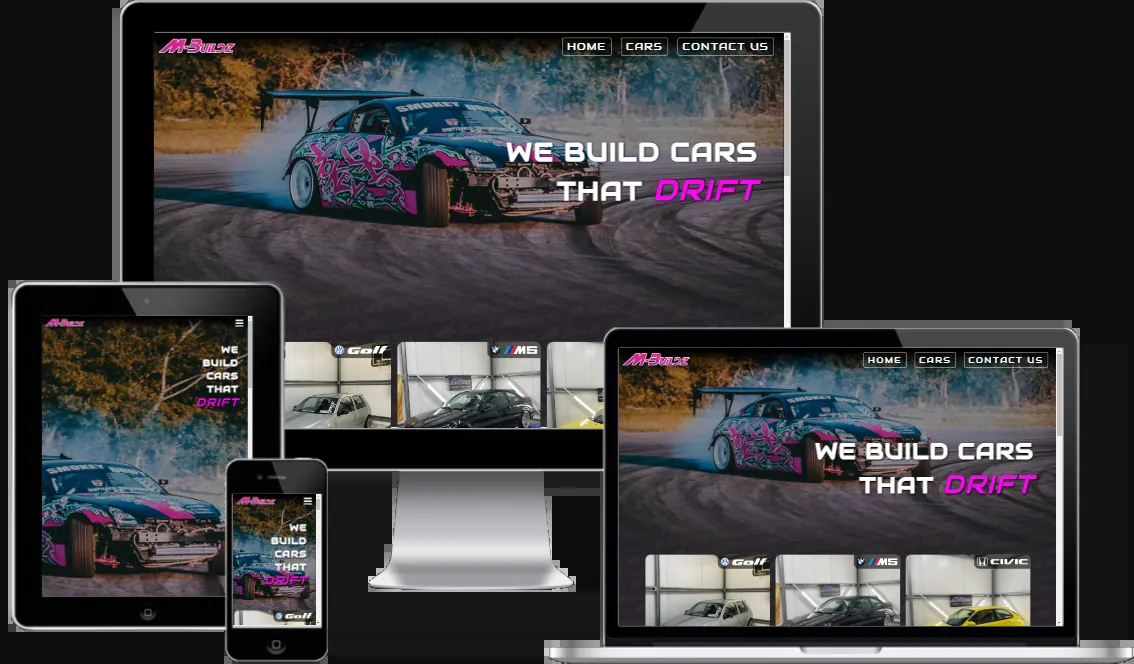 M-Buildz
HOME
CARS
CONTACT US
SMOKEY DRIFT
WE BUILD CARS
THAT DRIFT
Golf
M5
M-Buildz
WE
BUILD
CARS
THAT
DRIFT
M-Buildz
WE
BUILD
CARS
THAT
DRIFT
Golf
M-Buildz
HOME
CARS
CONTACT US
WE BUILD CARS
THAT DRIFT
Golf
M5
CIVIC